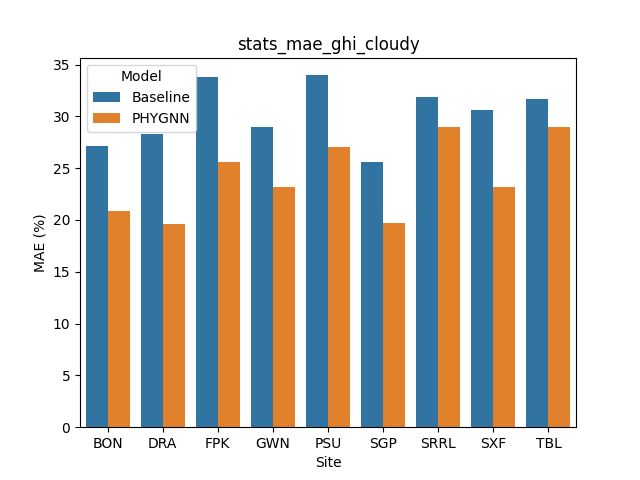 stats_mae_ghi_cloudy
Model
Baseline
PHYGNN
MAE (%)
35
30
25
20
15
10
5
0
BON DRA FPK GWN PSU SGP SRRL SXF TBL
Site